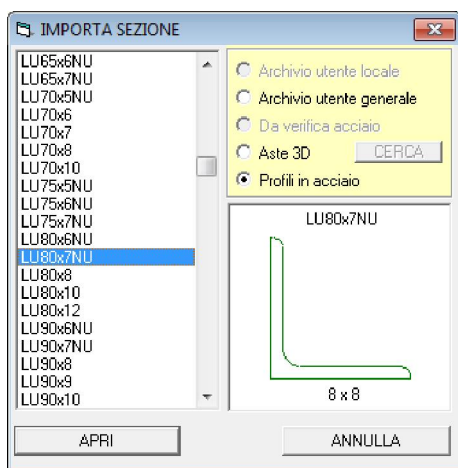 IMPORTA SEZIONE
LU65x6NU
LU65x7NU
LU70x5NU
LU70x6
LU70x7
LU70x8
LU70x10
LU75x5NU
LU75x6NU
LU75x7NU
LU80x6NU
LU80x7NU
LU80x8
LU80x10
LU80x12
LU90x6NU
LU90x7NU
LU90x8
LU90x9
LU90x10
Archivio utente locale
Archivio utente generale
Da verifica acciaio
Aste 3D
CERCA
Profili in acciaio
LU80x7NU
8 x 8
APRI
ANNULLA